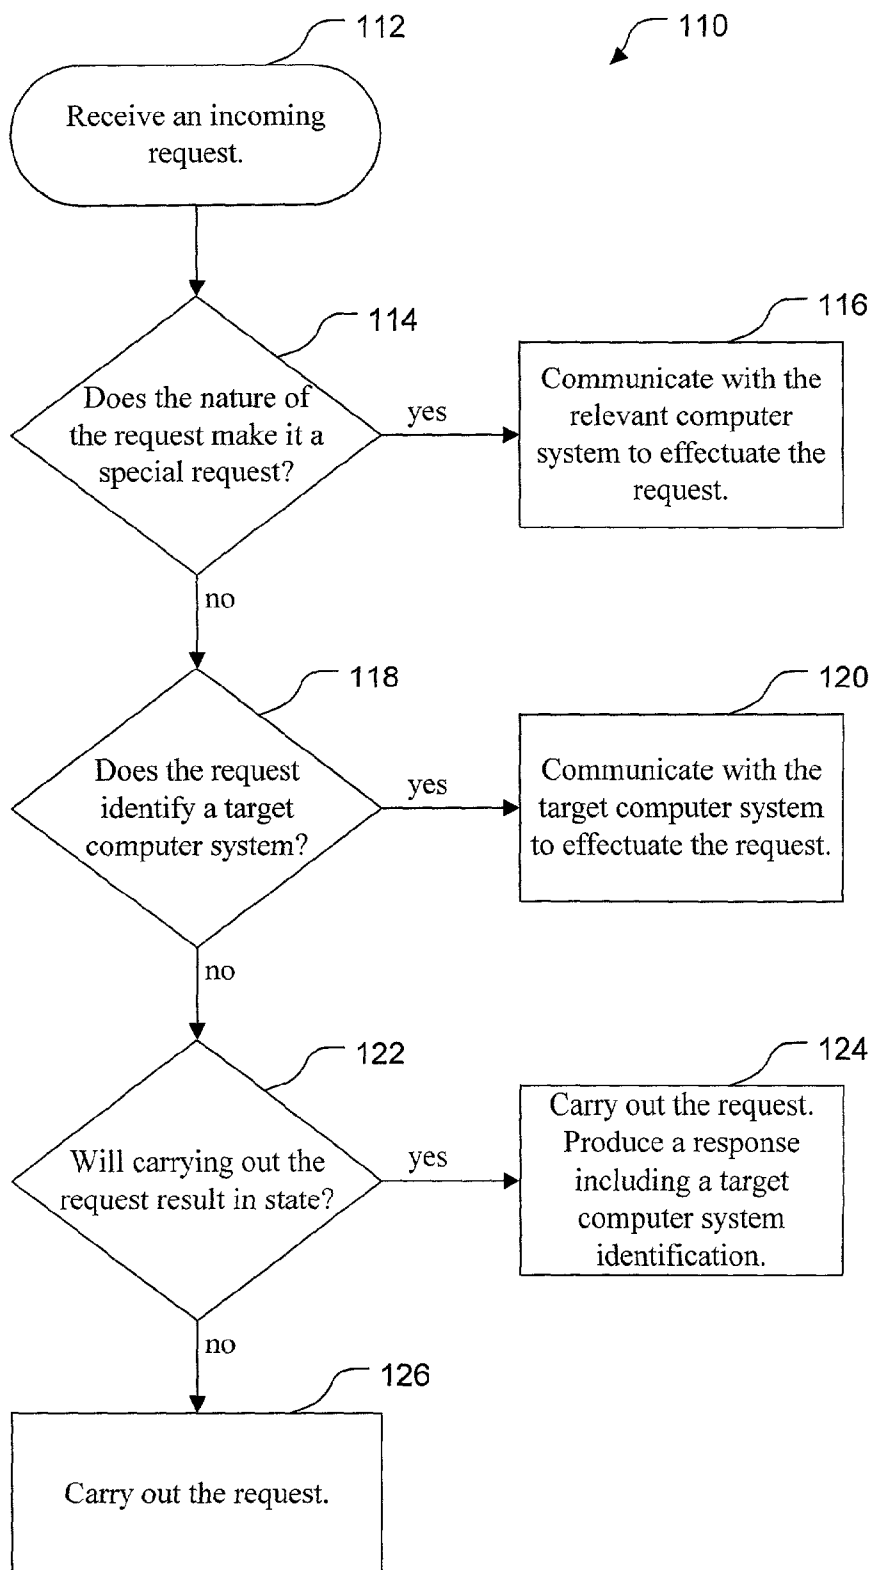 112
110
Receive an incoming
request.
114
Does the nature of
the request make it a
special request?
yes
116
Communicate with the
relevant computer
system to effectuate the
request.
no
118
Does the request
identify a target
computer system?
yes
120
Communicate with the
target computer system
to effectuate the request.
no
122
Will carrying out the
request result in state?
yes
124
Carry out the request.
Produce a response
including a target
computer system
identification.
no
126
Carry out the request.